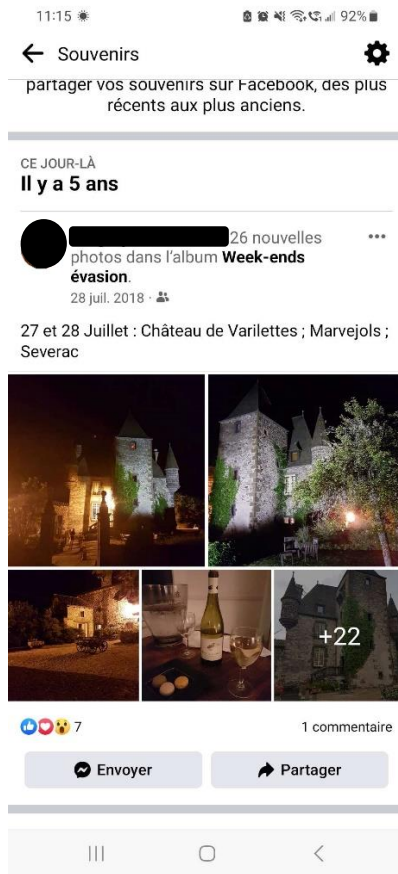 11:15
92%
Souvenirs
partager vos souvenirs sur Facebook, des plus
récents aux plus anciens.
CE JOUR-LÀ
Il y a 5 ans
26 nouvelles
photos dans l'album Week-ends
évasion.
28 juil. 2018 ·
27 et 28 Juillet : Château de Varilettes ; Marvejols ;
Severac
+22
7
1 commentaire
Envoyer
Partager